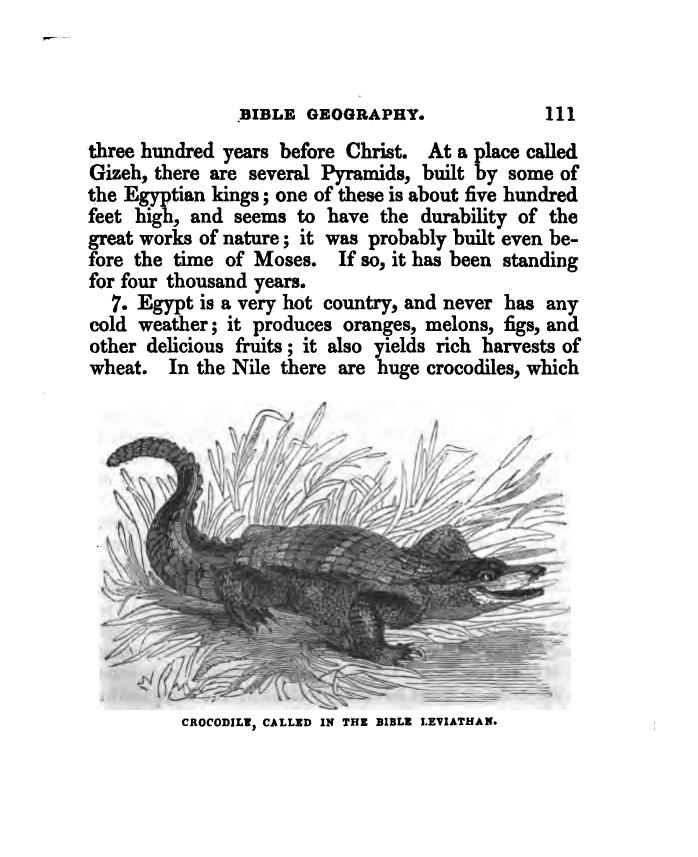 BIBLE GEOGRAPHY. 111
three hundred years before Christ. At a place called
Gizeh, there are several Pyramids, built by some of
the Egyptian kings; one of these is about five hundred
feet high, and seems to have the durability of the
great works of nature; it was probably built even be-
fore the time of Moses. If so, it has been standing
for four thousand years.
7. Egypt is a very hot country, and never has any
cold weather; it produces oranges, melons, figs, and
other delicious fruits; it also yields rich harvests of
wheat. In the Nile there are huge crocodiles, which
CROCODILE, CALLED IN THE BIBLE LEVIATHAN.